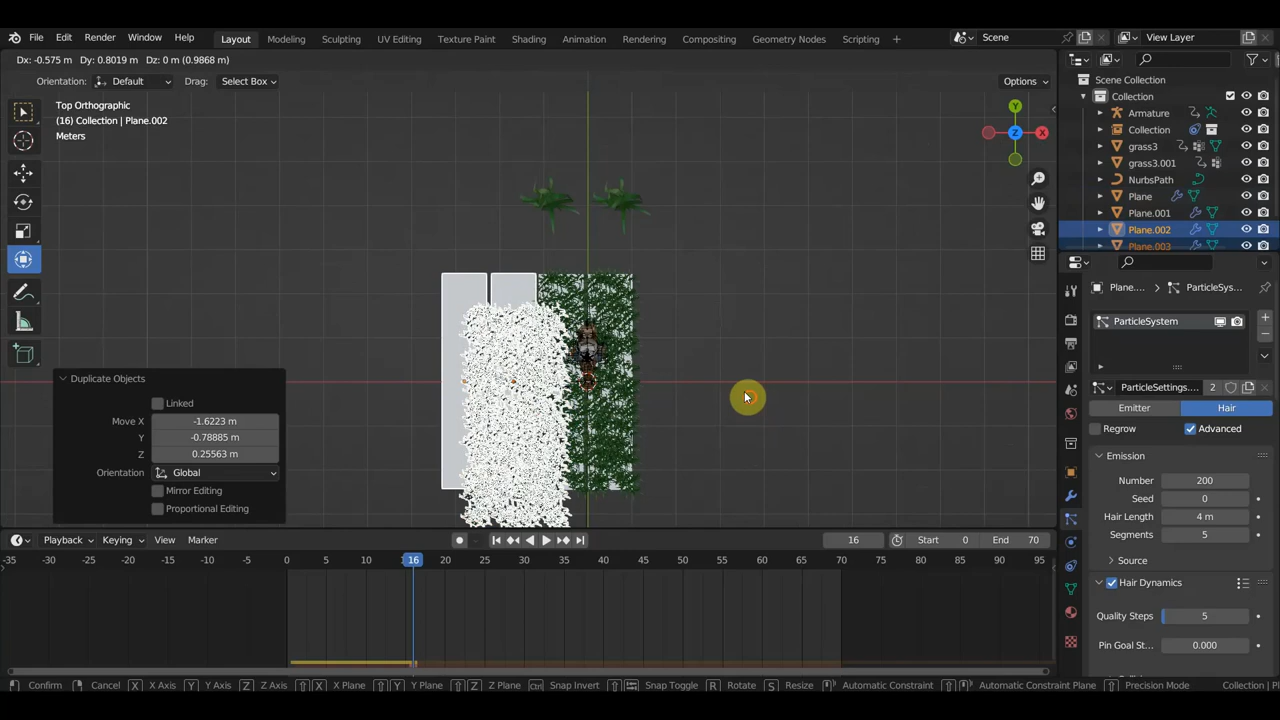 File Edit Render Window Help Layout Modeling Sculpting UV Editing Texture Paint Shading Animation Rendering Compositing Geometry Nodes Scripting + Scene View Layer
Dx: -0.575 m Dy: 0.8019 m Dz: 0 m (0.9868 m)
Orientation: Default Drag: Select Box Options
Top Orthographic
(16) Collection | Plane.002
Meters
Y
X
Z
Scene Collection
Collection
Armature
Collection
grass3
grass3.001
NurbsPath
Plane
Plane.001
Plane.002
Plane.003
Plane.... ParticleSys...
ParticleSystem
ParticleSettings.... 2
Emitter Hair
Regrow Advanced
Emission
Number 200
Seed 0
Hair Length 4 m
Segments 5
Source
Hair Dynamics
Quality Steps 5
Pin Goal St... 0.000
Duplicate Objects
Linked
Move X -1.6223 m
Y -0.78885 m
Z 0.25563 m
Orientation Global
Mirror Editing
Proportional Editing
Playback Keying View Marker 16 Start 0 End 70
-35 -30 -25 -20 -15 -10 -5 0 5 16 20 25 30 35 40 45 50 55 60 65 70 75 80 85 90 95
Confirm Cancel X X Axis Y Y Axis Z Z Axis X X Plane Y Y Plane Z Z Plane Ctrl Snap Invert Snap Toggle R Rotate S Resize Automatic Constraint Automatic Constraint Plane Precision Mode Collection | Pl